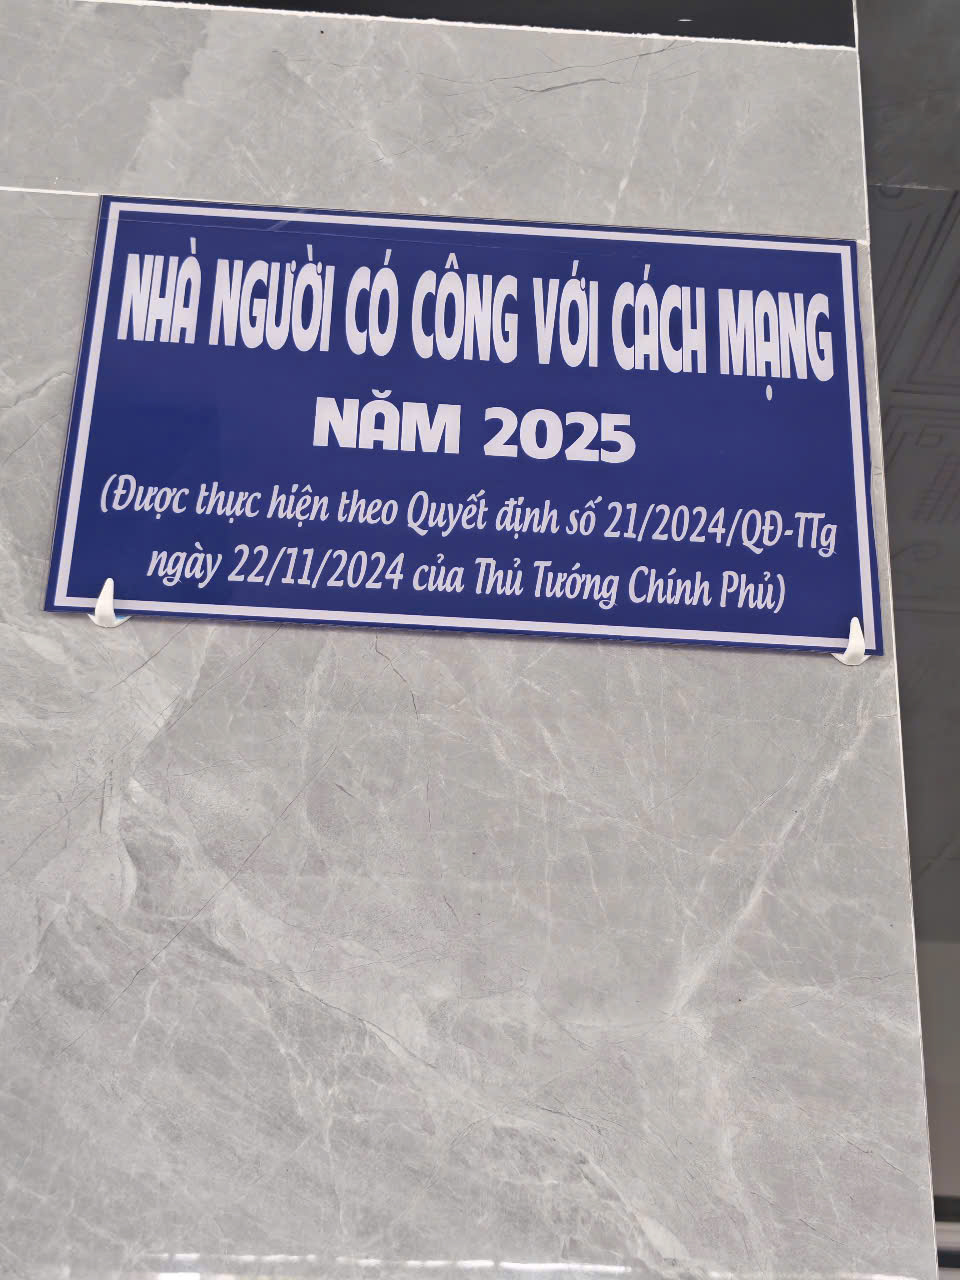 NHÀ NGƯỜI CÓ CÔNG VỚI CÁCH MẠNG
NĂM 2025
(Được thực hiện theo Quyết định số 21/2024/QĐ-TTg
ngày 22/11/2024 của Thủ Tướng Chính Phủ)